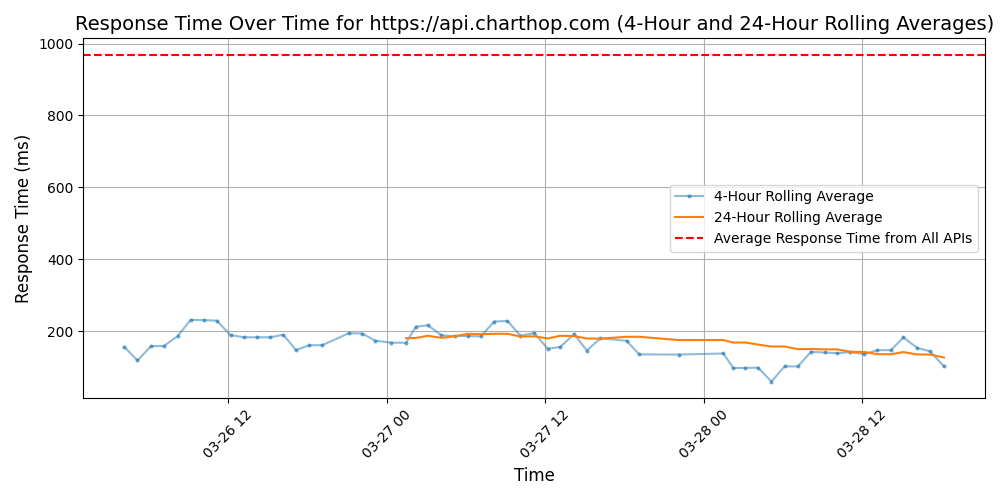 Response Time Over Time for https://api.charthop.com (4-Hour and 24-Hour Rolling Averages)
Response Time (ms)
1000
800
600
400
200
4-Hour Rolling Average
24-Hour Rolling Average
Average Response Time from All APIs
03-26 12
03-27 00
03-27 12
03-28 00
03-28 12
Time